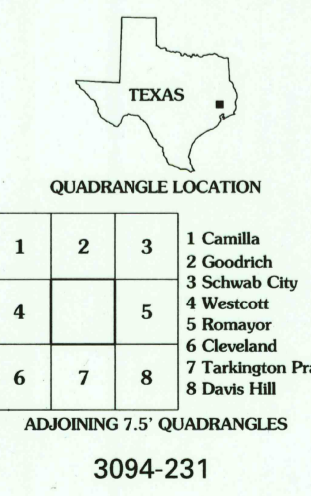 TEXAS
QUADRANGLE LOCATION
1 2 3
4 5
6 7 8
1 Camilla
2 Goodrich
3 Schwab City
4 Westcott
5 Romayor
6 Cleveland
7 Tarkington Pra
8 Davis Hill
ADJOINING 7.5' QUADRANGLES
3094-231